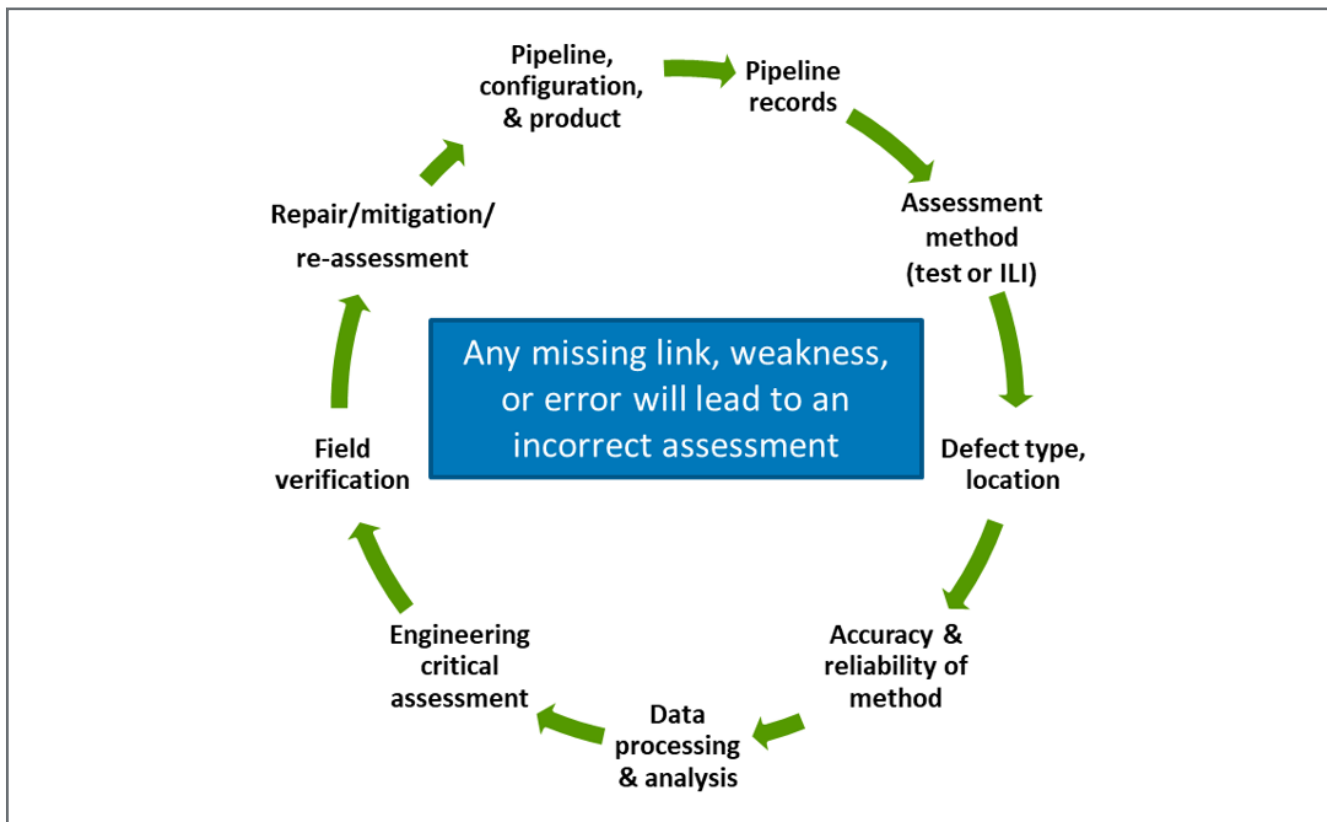 Pipeline,
configuration,
& product
Pipeline
records
Assessment
method
(test or ILI)
Defect type,
location
Accuracy &
reliability of
method
Data
processing
& analysis
Engineering
critical
assessment
Field
verification
Repair/mitigation/
re-assessment
Any missing link, weakness,
or error will lead to an
incorrect assessment